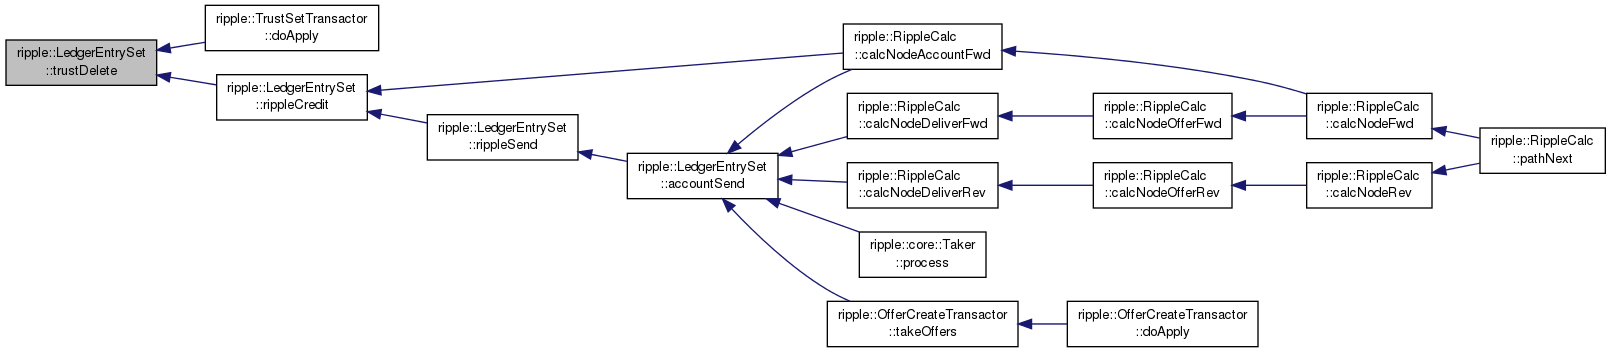 ripple::LedgerEntrySet
::trustDelete
ripple::TrustSetTransactor
::doApply
ripple::LedgerEntrySet
::rippleCredit
ripple::LedgerEntrySet
::rippleSend
ripple::LedgerEntrySet
::accountSend
ripple::RippleCalc
::calcNodeAccountFwd
ripple::RippleCalc
::calcNodeDeliverFwd
ripple::RippleCalc
::calcNodeDeliverRev
ripple::core::Taker
::process
ripple::OfferCreateTransactor
::takeOffers
ripple::RippleCalc
::calcNodeOfferFwd
ripple::RippleCalc
::calcNodeOfferRev
ripple::OfferCreateTransactor
::doApply
ripple::RippleCalc
::calcNodeFwd
ripple::RippleCalc
::calcNodeRev
ripple::RippleCalc
::pathNext